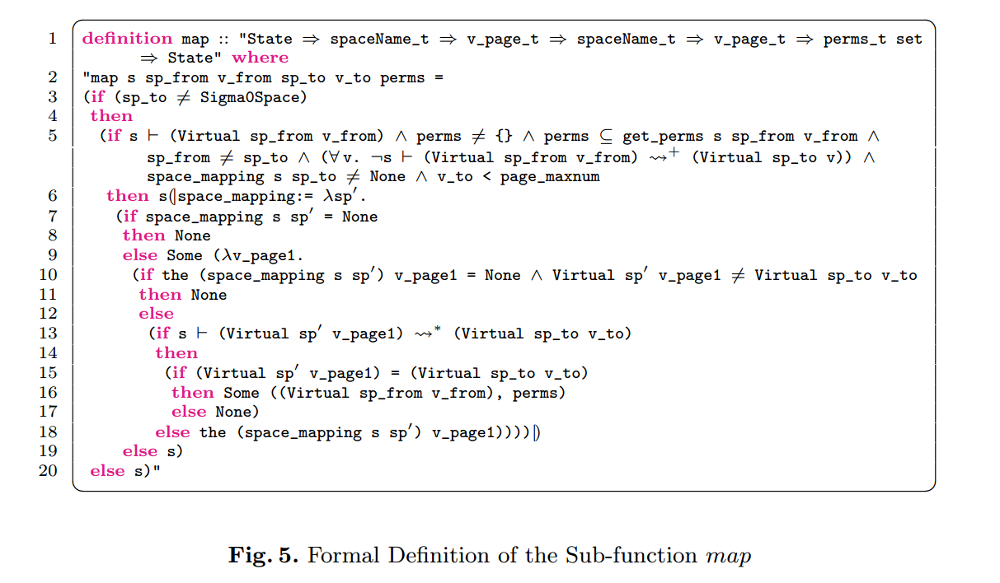 1 definition map :: "State ⇒ spaceName_t ⇒ v_page_t ⇒ spaceName_t ⇒ v_page_t ⇒ perms_t set
⇒ State" where
2 "map s sp_from v_from sp_to v_to perms =
3 (if (sp_to ≠ Sigma0Space)
4 then
5 (if s ⊢ (Virtual sp_from v_from) ∧ perms ≠ {} ∧ perms ⊆ get_perms s sp_from v_from ∧
sp_from ≠ sp_to ∧ (∀v. ¬s ⊢ (Virtual sp_from v_from) ⇝⁺ (Virtual sp_to v)) ∧
space_mapping s sp_to ≠ None ∧ v_to < page_maxnum
6 then s⦇space_mapping:= λsp′.
7 (if space_mapping s sp′ = None
8 then None
9 else Some (λv_page1.
10 (if the (space_mapping s sp′) v_page1 = None ∧ Virtual sp′ v_page1 ≠ Virtual sp_to v_to
11 then None
12 else
13 (if s ⊢ (Virtual sp′ v_page1) ⇝* (Virtual sp_to v_to)
14 then
15 (if (Virtual sp′ v_page1) = (Virtual sp_to v_to)
16 then Some ((Virtual sp_from v_from), perms)
17 else None)
18 else the (space_mapping s sp′) v_page1))))⦈
19 else s)
20 else s)"
Fig. 5. Formal Definition of the Sub-function map